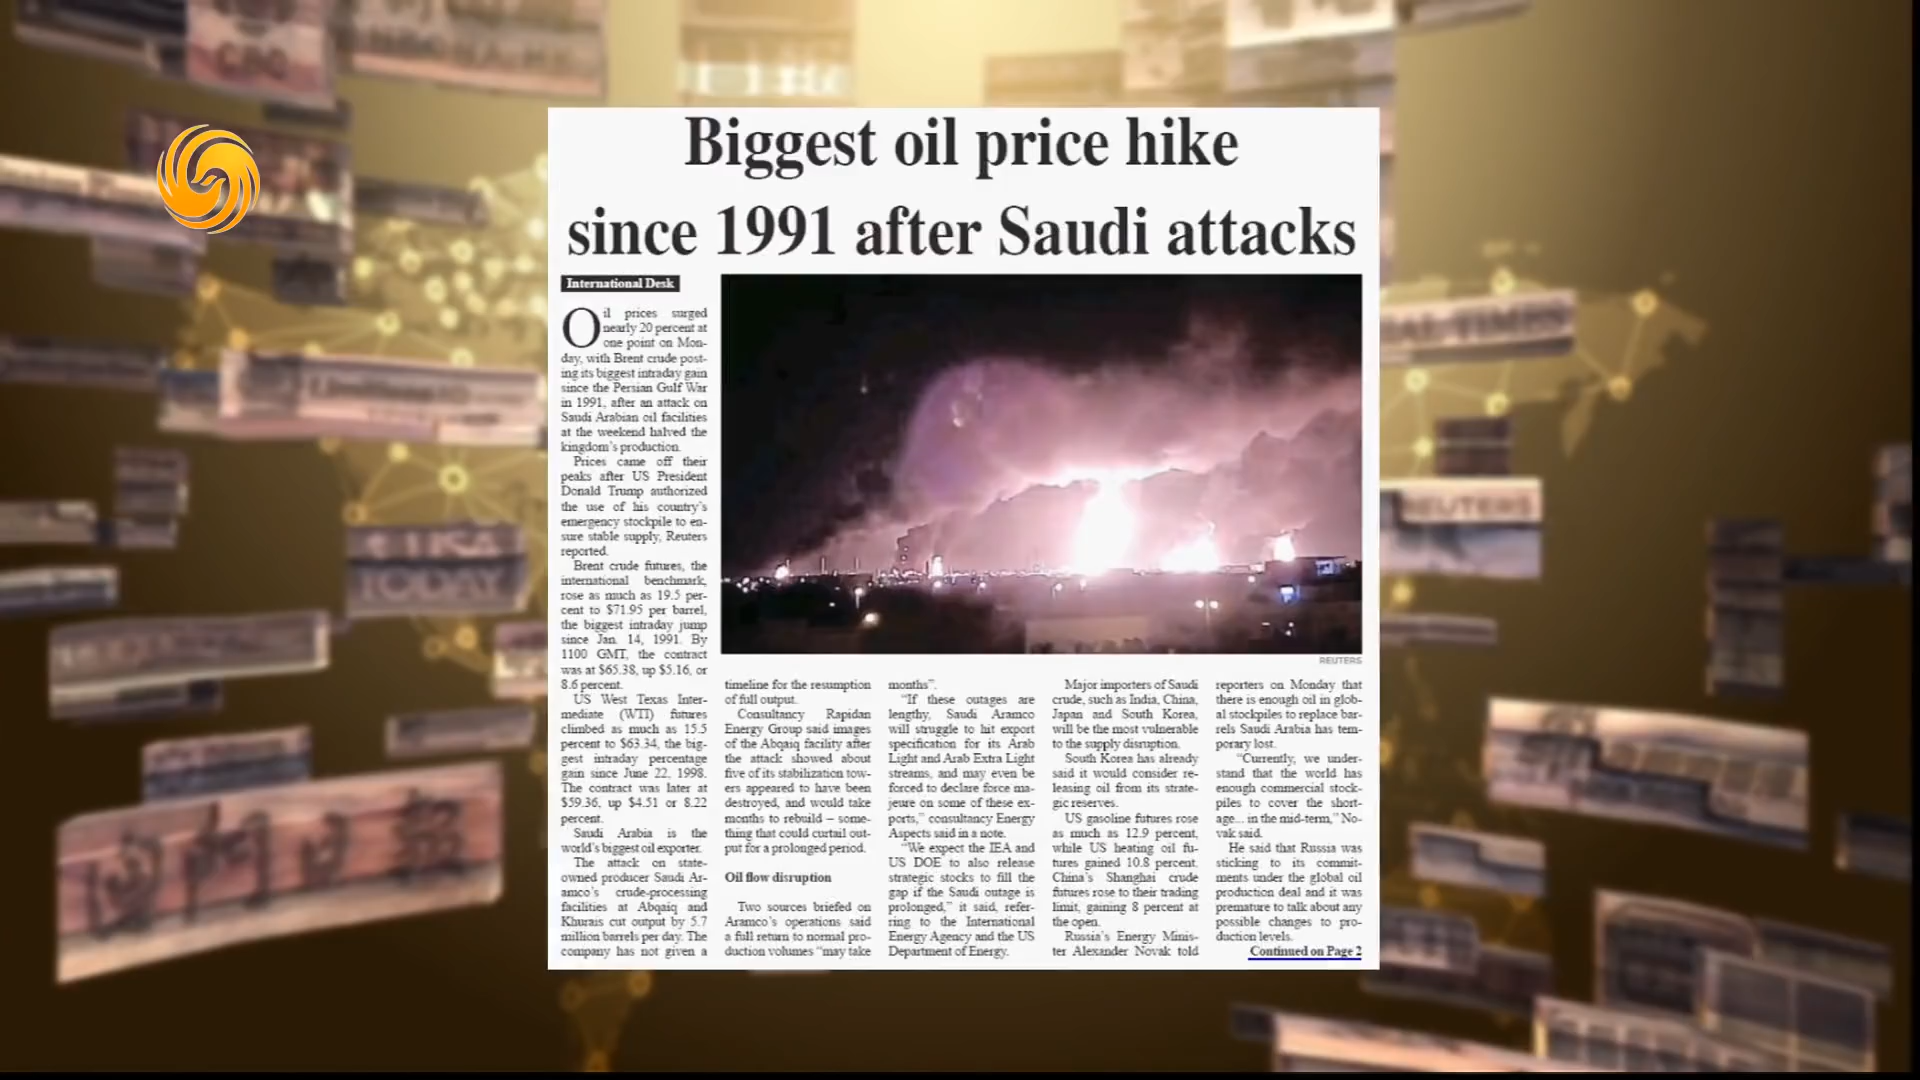 Biggest oil price hike
since 1991 after Saudi attacks
International Desk
Oil prices surged
nearly 20 percent at
one point on Mon-
day, with Brent crude post-
ing its biggest intraday gain
since the Persian Gulf War
in 1991, after an attack on
Saudi Arabian oil facilities
at the weekend halved the
kingdom's production.
Prices came off their
peaks after US President
Donald Trump authorized
the use of his country's
emergency stockpile to en-
sure stable supply, Reuters
reported.
Brent crude futures, the
international benchmark,
rose as much as 19.5 per-
cent to $71.95 per barrel,
the biggest intraday jump
since Jan. 14, 1991. By
1100 GMT, the contract
was at $65.38, up $5.16, or
8.6 percent.
US West Texas Inter-
mediate (WTI) futures
climbed as much as 15.5
percent to $63.34, the big-
gest intraday percentage
gain since June 22, 1998.
The contract was later at
$59.36, up $4.51 or 8.22
percent.
Saudi Arabia is the
world's biggest oil exporter.
The attack on state-
owned producer Saudi Ar-
amco's crude-processing
facilities at Abqaiq and
Khurais cut output by 5.7
million barrels per day. The
company has not given a
REUTERS
timeline for the resumption
of full output.
Consultancy Rapidan
Energy Group said images
of the Abqaiq facility after
the attack showed about
five of its stabilization tow-
ers appeared to have been
destroyed, and would take
months to rebuild – some-
thing that could curtail out-
put for a prolonged period.
Oil flow disruption
Two sources briefed on
Aramco's operations said
a full return to normal pro-
duction volumes "may take
months".
"If these outages are
lengthy, Saudi Aramco
will struggle to hit export
specification for its Arab
Light and Arab Extra Light
streams, and may even be
forced to declare force ma-
jeure on some of these ex-
ports," consultancy Energy
Aspects said in a note.
"We expect the IEA and
US DOE to also release
strategic stocks to fill the
gap if the Saudi outage is
prolonged," it said, refer-
ring to the International
Energy Agency and the US
Department of Energy.
Major importers of Saudi
crude, such as India, China,
Japan and South Korea,
will be the most vulnerable
to the supply disruption.
South Korea has already
said it would consider re-
leasing oil from its strate-
gic reserves.
US gasoline futures rose
as much as 12.9 percent,
while US heating oil fu-
tures gained 10.8 percent.
China's Shanghai crude
futures rose to their trading
limit, gaining 8 percent at
the open.
Russia's Energy Minis-
ter Alexander Novak told
reporters on Monday that
there is enough oil in glob-
al stockpiles to replace bar-
rels Saudi Arabia has tem-
porary lost.
"Currently, we under-
stand that the world has
enough commercial stock-
piles to cover the short-
age... in the mid-term," No-
vak said.
He said that Russia was
sticking to its commit-
ments under the global oil
production deal and it was
premature to talk about any
possible changes to pro-
duction levels.
Continued on Page 2
USA
TODAY
REUTERS
TIMES